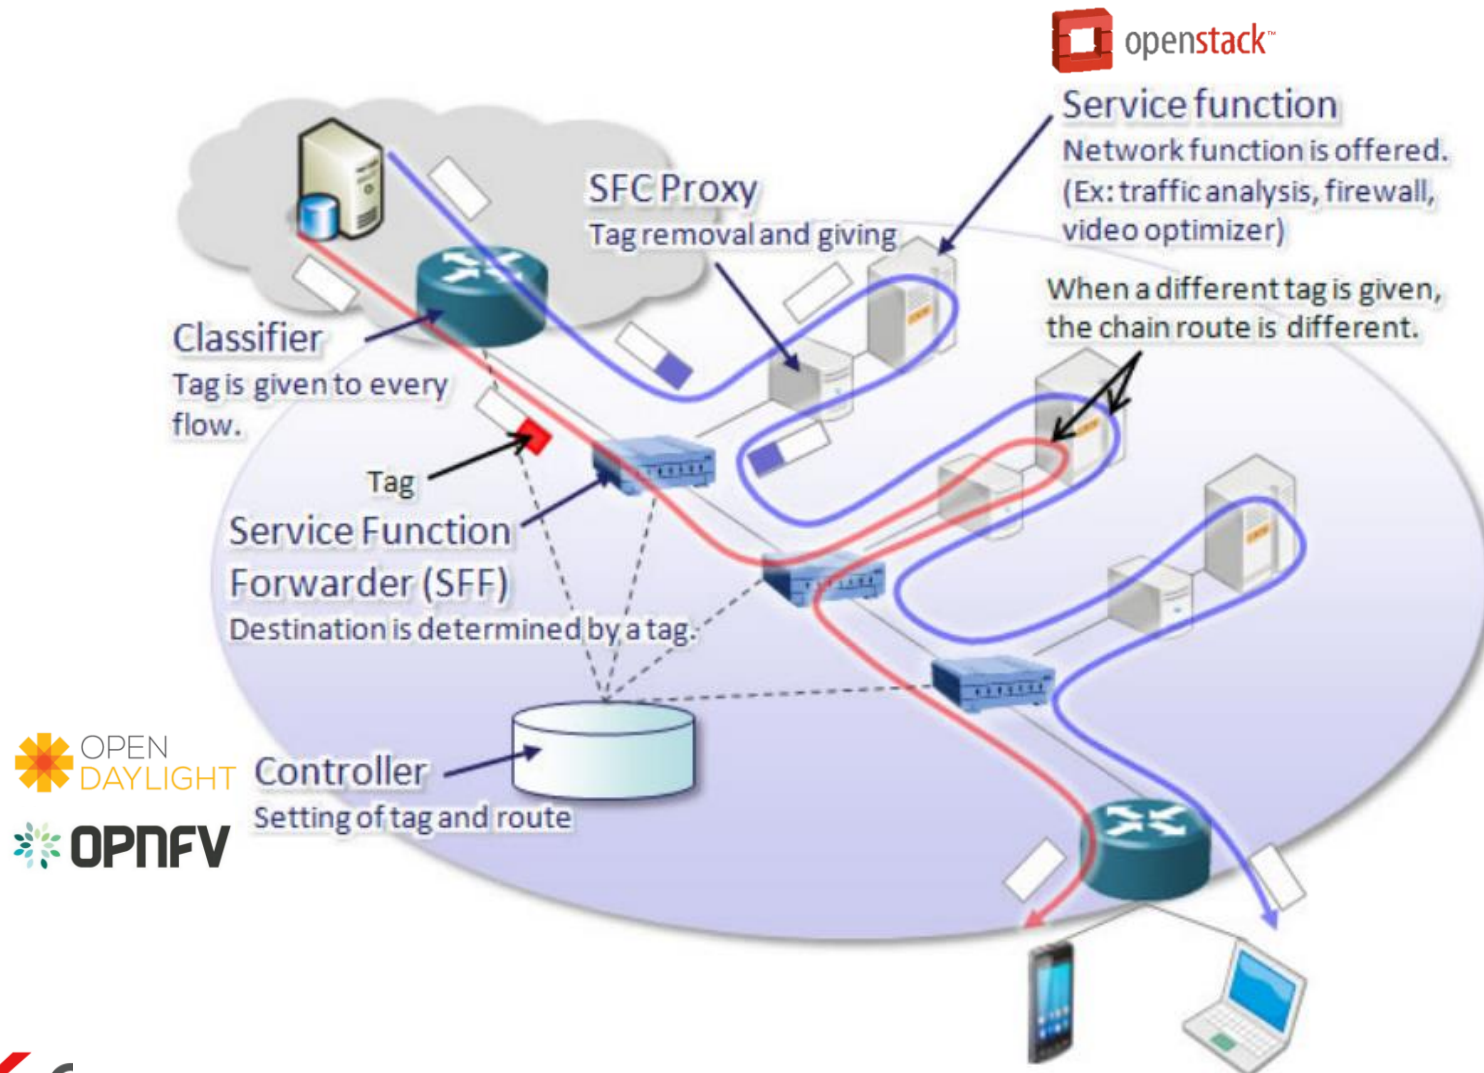 openstack™
Service function
Network function is offered.
(Ex: traffic analysis, firewall,
video optimizer)
SFC Proxy
Tag removal and giving
When a different tag is given,
the chain route is different.
Classifier
Tag is given to every
flow.
Tag
Service Function
Forwarder (SFF)
Destination is determined by a tag.
OPEN
DAYLIGHT
Controller
Setting of tag and route
OPNFV